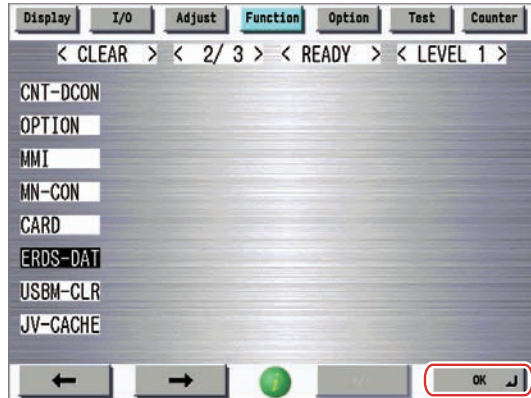 Display I/O Adjust Function Option Test Counter
< CLEAR > < 2/ 3 > < READY > < LEVEL 1 >
CNT-DCON
OPTION
MMI
MN-CON
CARD
ERDS-DAT
USBM-CLR
JV-CACHE
OK